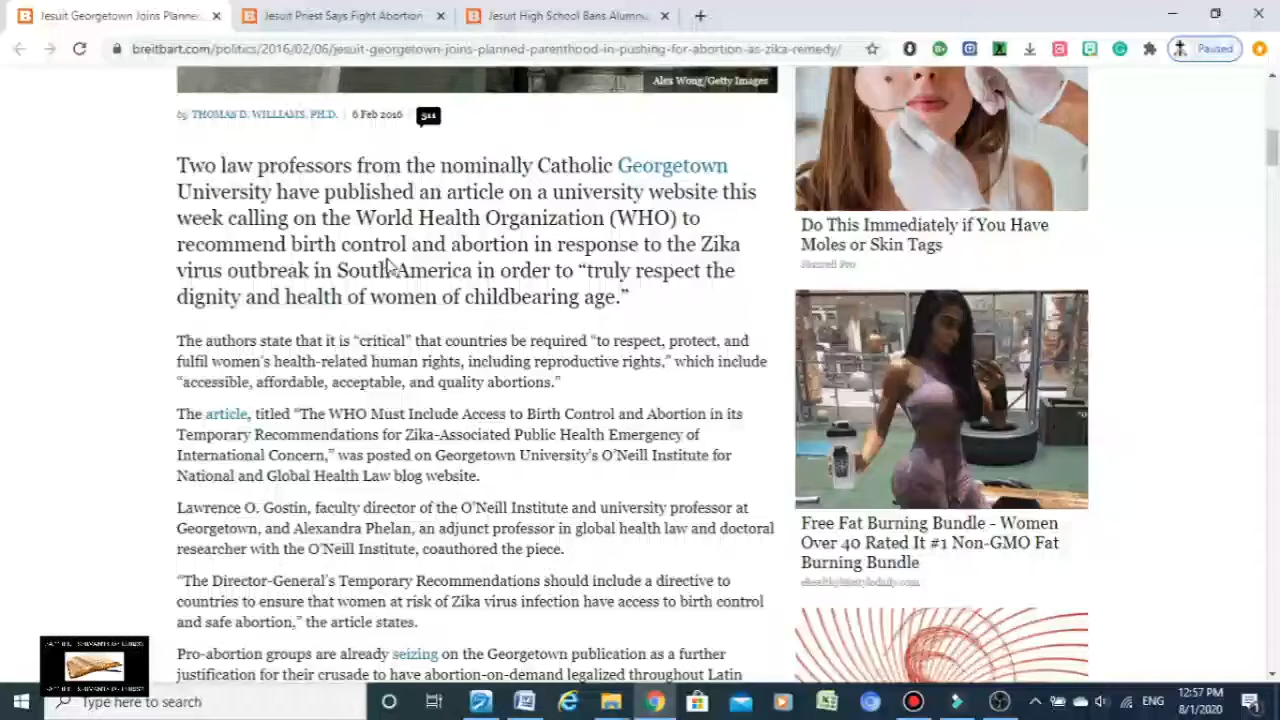 Jesuit Georgetown Joins Planne
Jesuit Priest Says Fight Abortion
Jesuit High School Bans Alumnu
breitbart.com/politics/2016/02/06/jesuit-georgetown-joins-planned-parenthood-in-pushing-for-abortion-as-zika-remedy/
Paused
Alex Wong/Getty Images
by THOMAS D. WILLIAMS, PH.D. | 6 Feb 2016 511
Two law professors from the nominally Catholic Georgetown
University have published an article on a university website this
week calling on the World Health Organization (WHO) to
recommend birth control and abortion in response to the Zika
virus outbreak in South America in order to “truly respect the
dignity and health of women of childbearing age.”
The authors state that it is “critical” that countries be required “to respect, protect, and
fulfil women’s health-related human rights, including reproductive rights,” which include
“accessible, affordable, acceptable, and quality abortions.”
The article, titled “The WHO Must Include Access to Birth Control and Abortion in its
Temporary Recommendations for Zika-Associated Public Health Emergency of
International Concern,” was posted on Georgetown University’s O’Neill Institute for
National and Global Health Law blog website.
Lawrence O. Gostin, faculty director of the O’Neill Institute and university professor at
Georgetown, and Alexandra Phelan, an adjunct professor in global health law and doctoral
researcher with the O’Neill Institute, coauthored the piece.
“The Director-General’s Temporary Recommendations should include a directive to
countries to ensure that women at risk of Zika virus infection have access to birth control
and safe abortion,” the article states.
Pro-abortion groups are already seizing on the Georgetown publication as a further
justification for their crusade to have abortion-on-demand legalized throughout Latin
Do This Immediately if You Have
Moles or Skin Tags
Free Fat Burning Bundle - Women
Over 40 Rated It #1 Non-GMO Fat
Burning Bundle
Type here to search
ENG
12:57 PM
8/1/2020
1